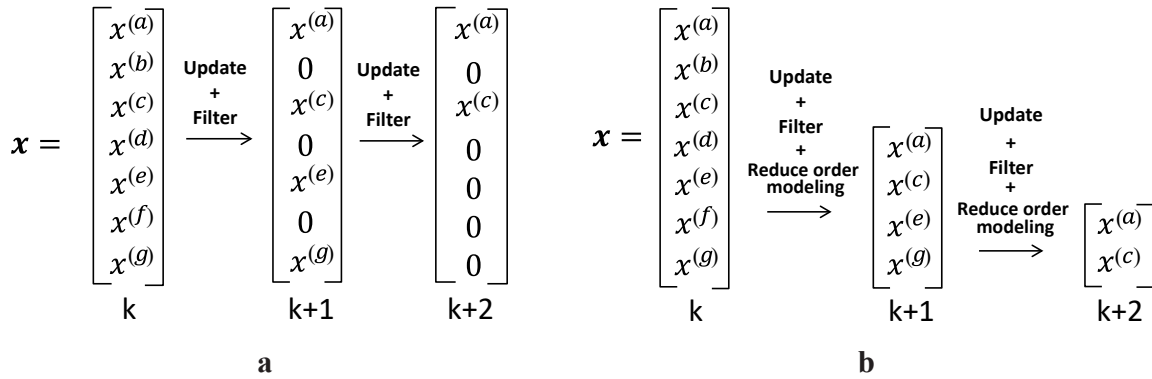 x =
x^(a)
x^(b)
x^(c)
x^(d)
x^(e)
x^(f)
x^(g)
k
Update
+
Filter
x^(a)
0
x^(c)
0
x^(e)
0
x^(g)
k+1
Update
+
Filter
x^(a)
0
x^(c)
0
0
0
0
k+2
a
x =
x^(a)
x^(b)
x^(c)
x^(d)
x^(e)
x^(f)
x^(g)
k
Update
+
Filter
+
Reduce order
modeling
x^(a)
x^(c)
x^(e)
x^(g)
k+1
Update
+
Filter
+
Reduce order
modeling
x^(a)
x^(c)
k+2
b